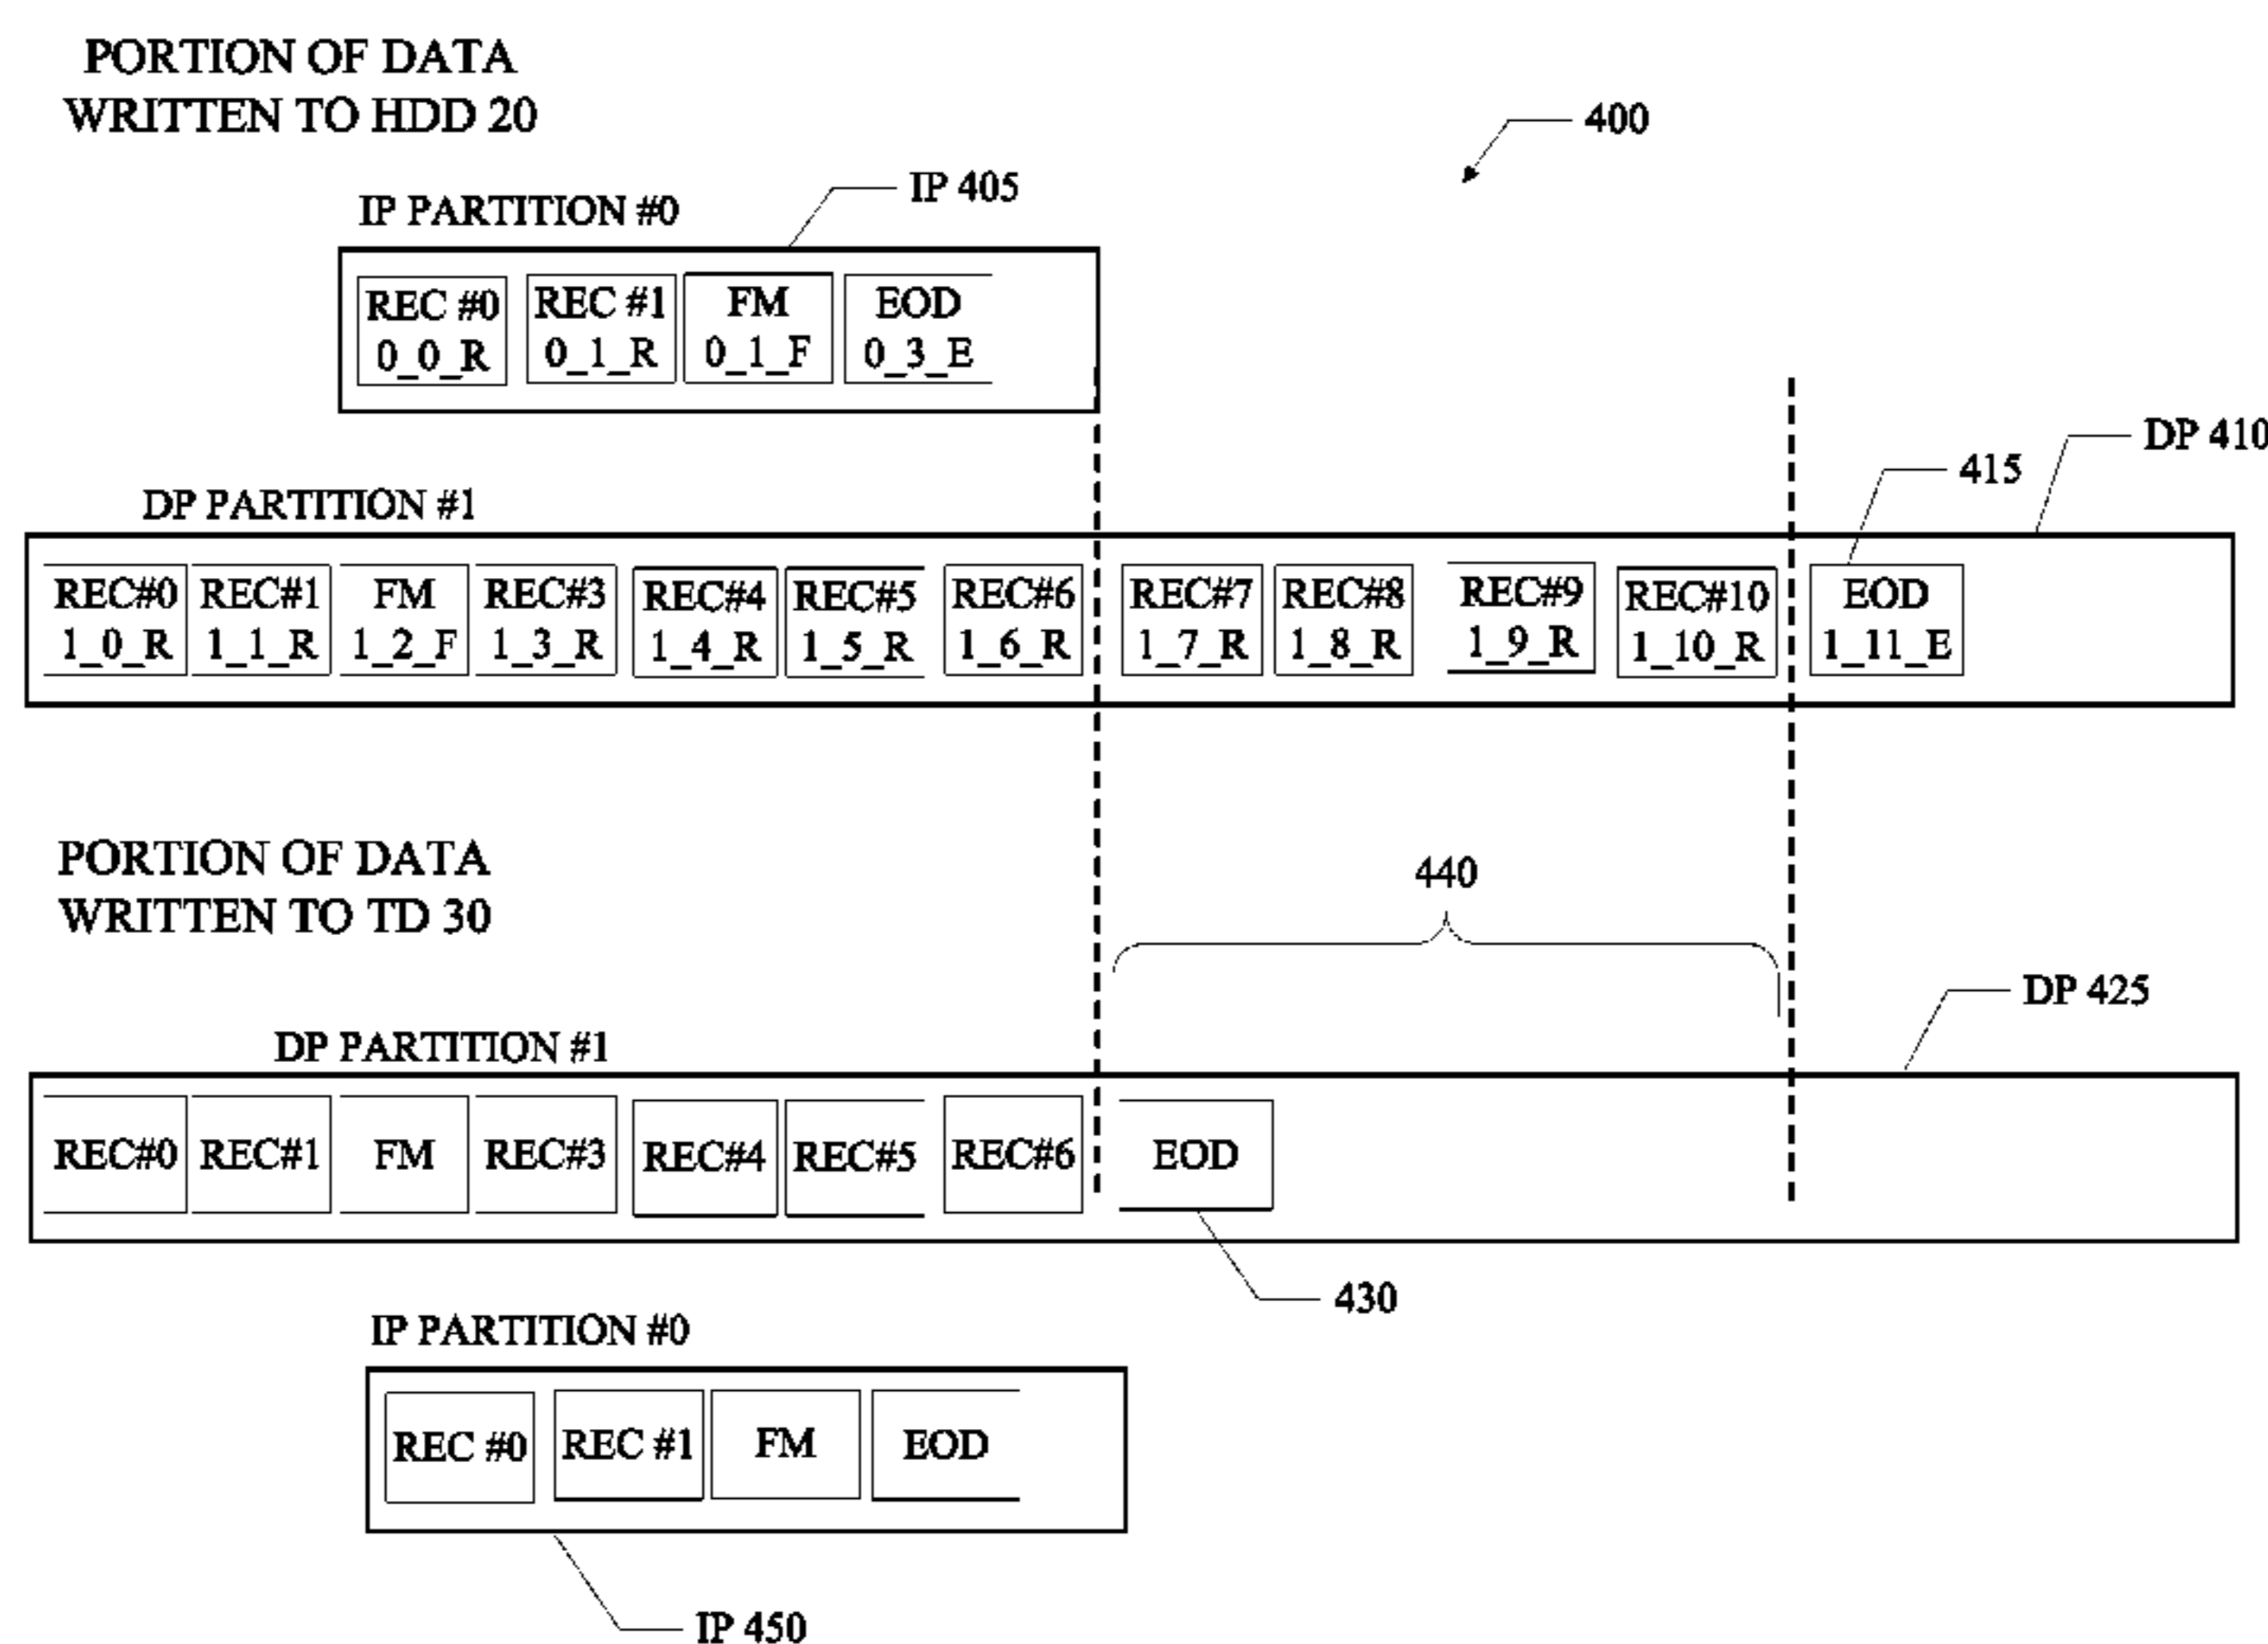 PORTION OF DATA
WRITTEN TO HDD 20
400
IP PARTITION #0
IP 405
REC #0 REC #1 FM EOD
0_0_R 0_1_R 0_1_F 0_3_E
DP PARTITION #1
415
DP 410
REC#0 REC#1 FM REC#3 REC#4 REC#5 REC#6 REC#7 REC#8 REC#9 REC#10 EOD
1_0_R 1_1_R 1_2_F 1_3_R 1_4_R 1_5_R 1_6_R 1_7_R 1_8_R 1_9_R 1_10_R 1_11_E
PORTION OF DATA
WRITTEN TO TD 30
440
DP 425
DP PARTITION #1
REC#0 REC#1 FM REC#3 REC#4 REC#5 REC#6 EOD
430
IP PARTITION #0
REC #0 REC #1 FM EOD
IP 450